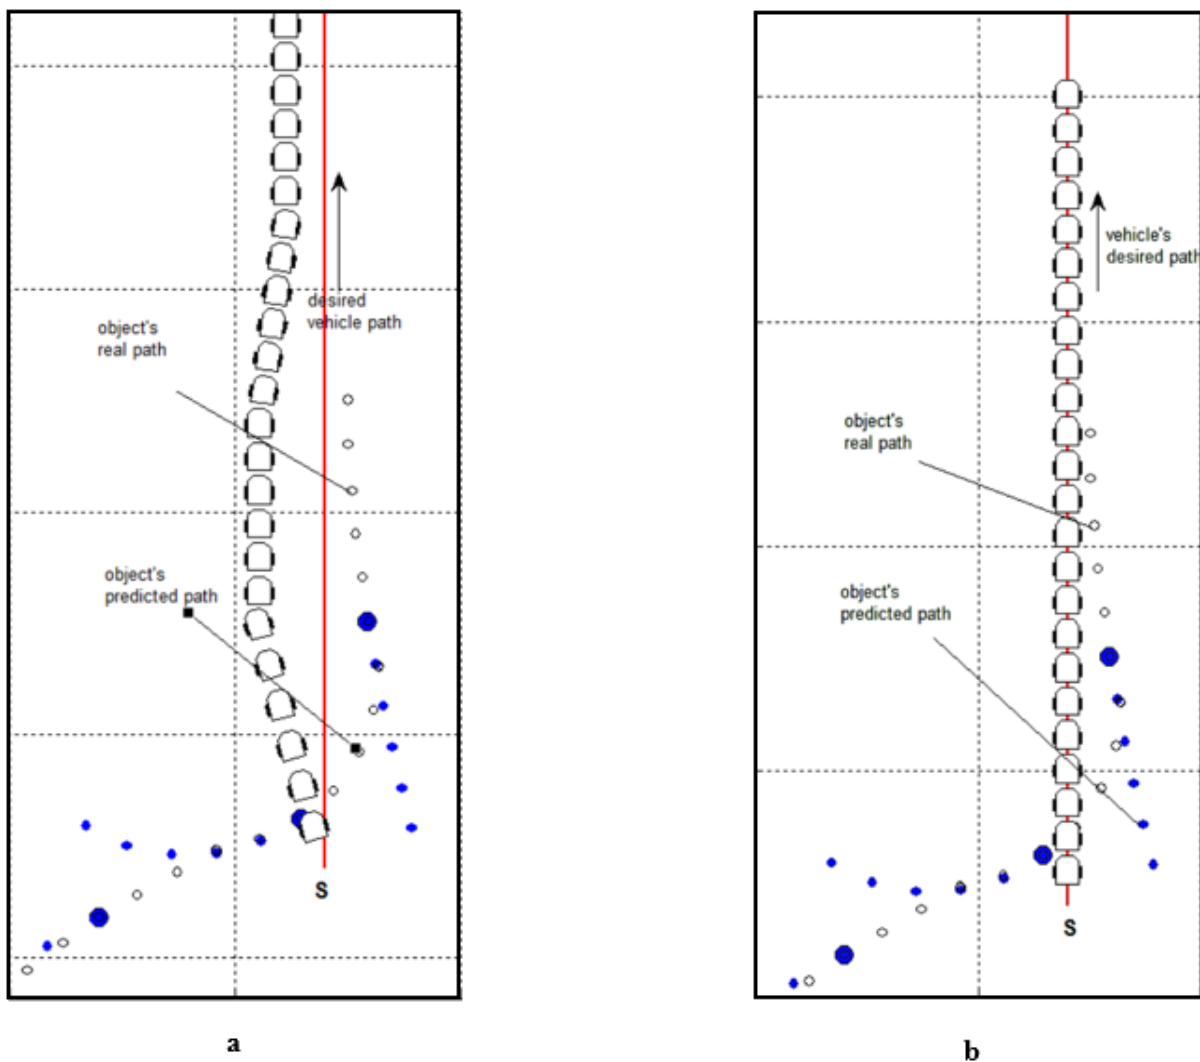 desired
vehicle path
object's
real path
object's
predicted path
S
a
vehicle's
desired path
object's
real path
object's
predicted path
S
b